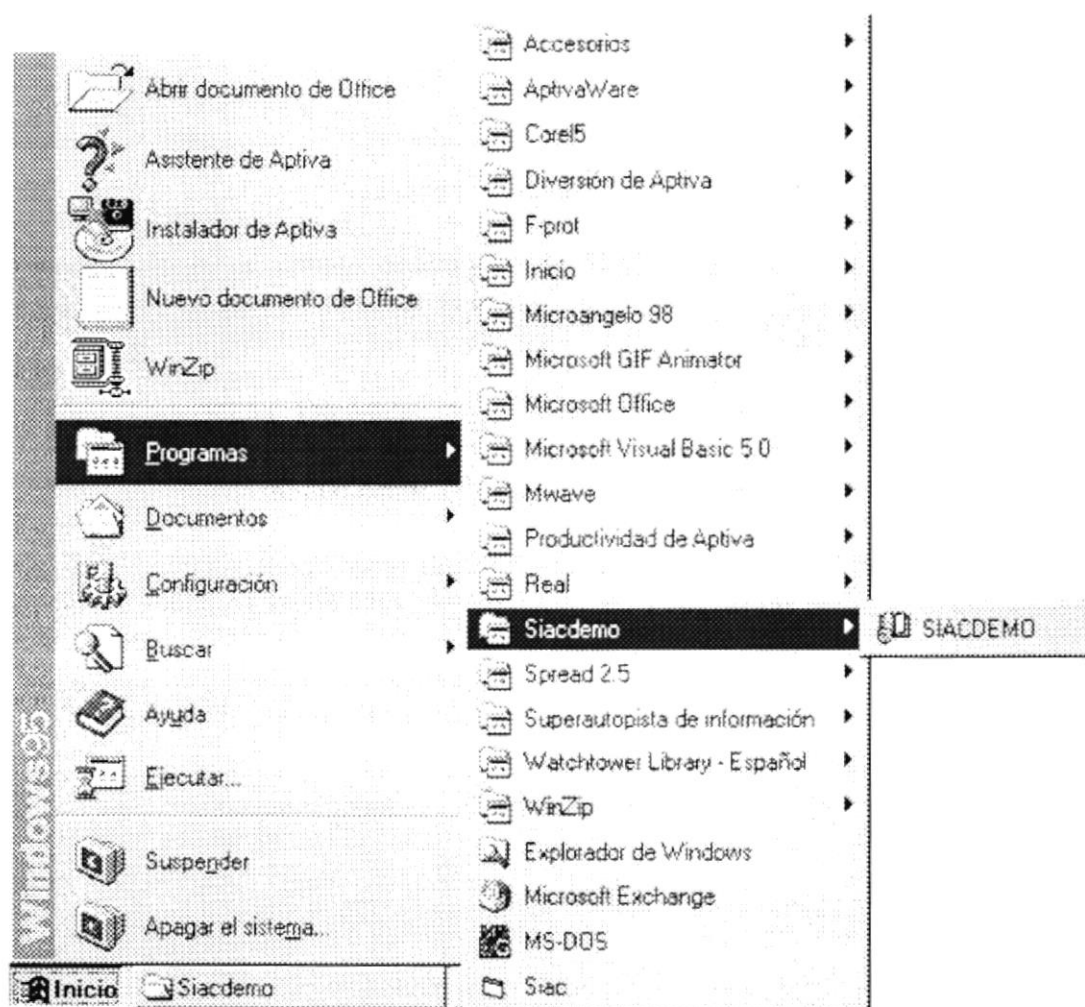 Abrir documento de Office
Asistente de Aptiva
Instalador de Aptiva
Nuevo documento de Office
WinZip
Programas
Documentos
Configuración
Buscar
Ayuda
Ejecutar...
Suspender
Apagar el sistema...
Windows95
Inicio
Siacdemo
Accesorios
AptivaWare
Corel5
Diversión de Aptiva
F-prot
Inicio
Microangelo 98
Microsoft GIF Animator
Microsoft Office
Microsoft Visual Basic 5.0
Mwave
Productividad de Aptiva
Real
Siacdemo
Spread 2.5
Superautopista de información
Watchtower Library - Español
WinZip
Explorador de Windows
Microsoft Exchange
MS-DOS
Siac
SIACDEMO